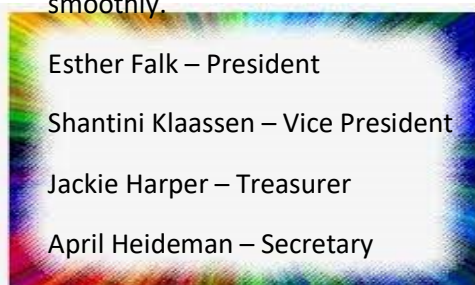 smoothly.
Esther Falk – President
Shantini Klaassen – Vice President
Jackie Harper – Treasurer
April Heideman – Secretary